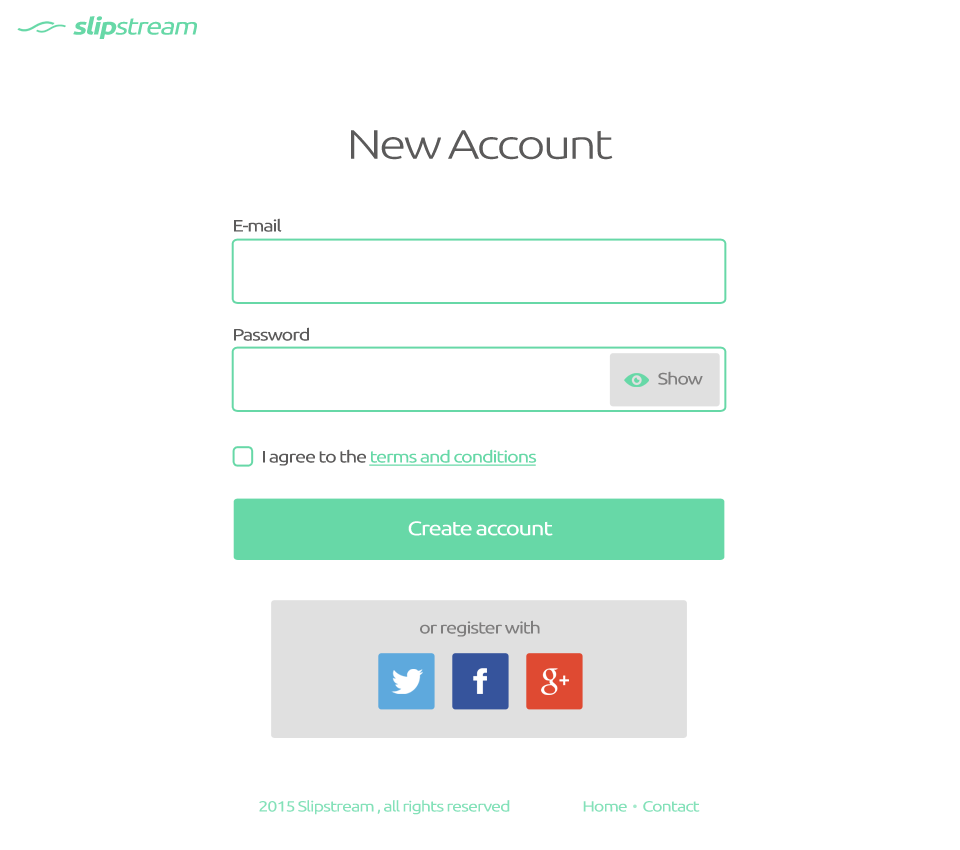 slipstream
New Account
E-mail
Password
Show
I agree to the terms and conditions
Create account
or register with
f
g+
2015 Slipstream , all rights reserved
Home • Contact